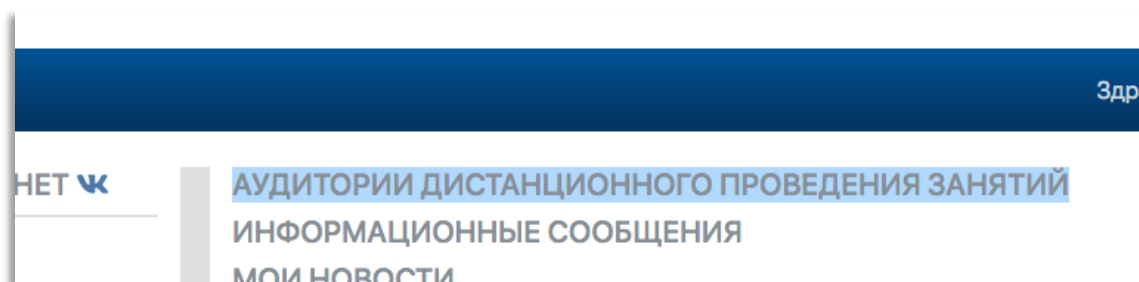 Здр
НЕТ
АУДИТОРИИ ДИСТАНЦИОННОГО ПРОВЕДЕНИЯ ЗАНЯТИЙ
ИНФОРМАЦИОННЫЕ СООБЩЕНИЯ
МОИ НОВОСТИ